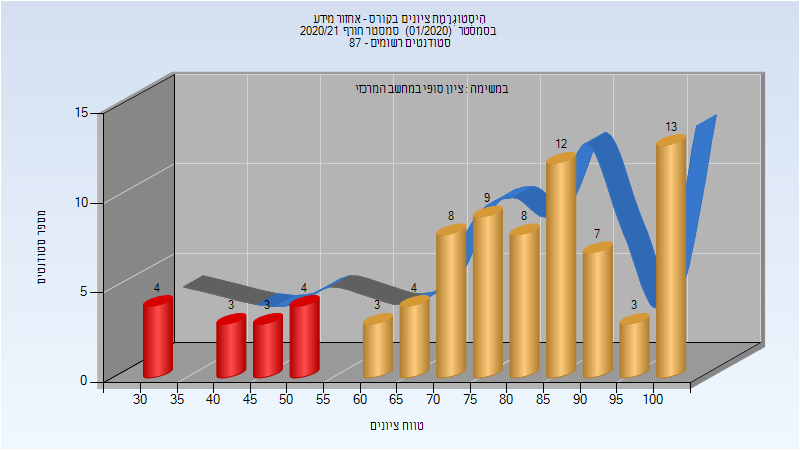 היסטוגרמת ציונים בקורס - אחזור מידע
בסמסטר (01/2020) סמסטר חורף 2020/21
סטודנטים רשומים - 87
במשימה : ציון סופי במחשב המרכזי
מספר סטודנטים
15
10
5
0
4 3 3 4 3 4 8 9 8 12 7 3 13
30 35 40 45 50 55 60 65 70 75 80 85 90 95 100
טווח ציונים